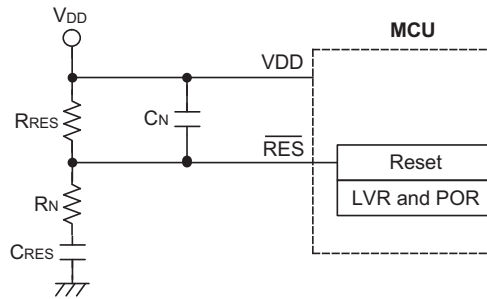 VDD
MCU
VDD
RRES
CN
RES
Reset
RN
LVR and POR
CRES